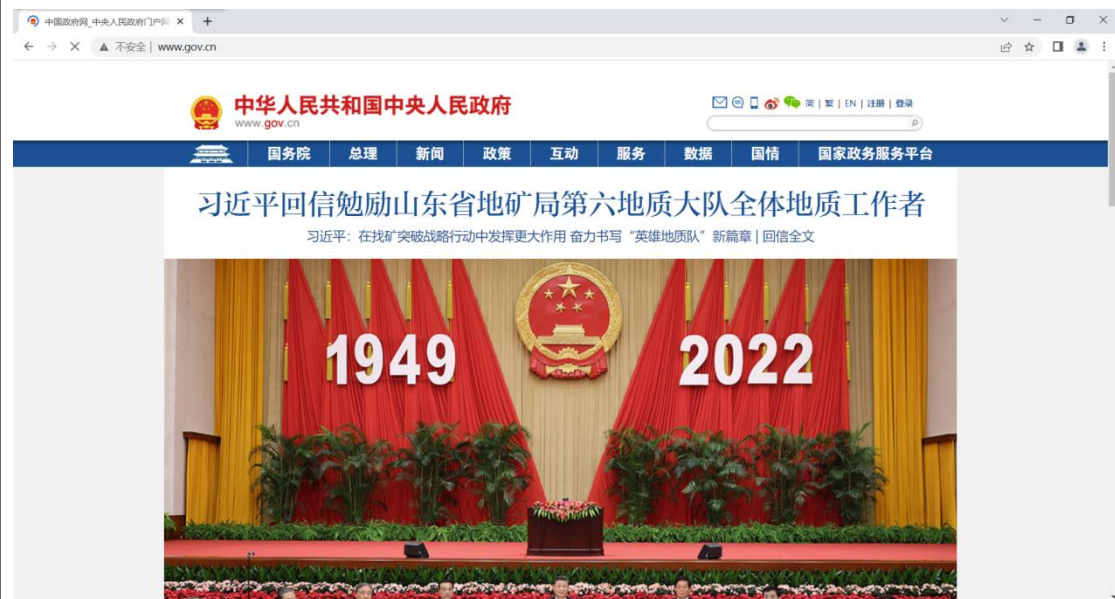 中国政府网_中央人民政府门户网
不安全 | www.gov.cn
中华人民共和国中央人民政府
www.gov.cn
简 | 繁 | EN | 注册 | 登录
国务院 总理 新闻 政策 互动 服务 数据 国情 国家政务服务平台
习近平回信勉励山东省地矿局第六地质大队全体地质工作者
习近平：在找矿突破战略行动中发挥更大作用 奋力书写“英雄地质队”新篇章 | 回信全文
1949 2022